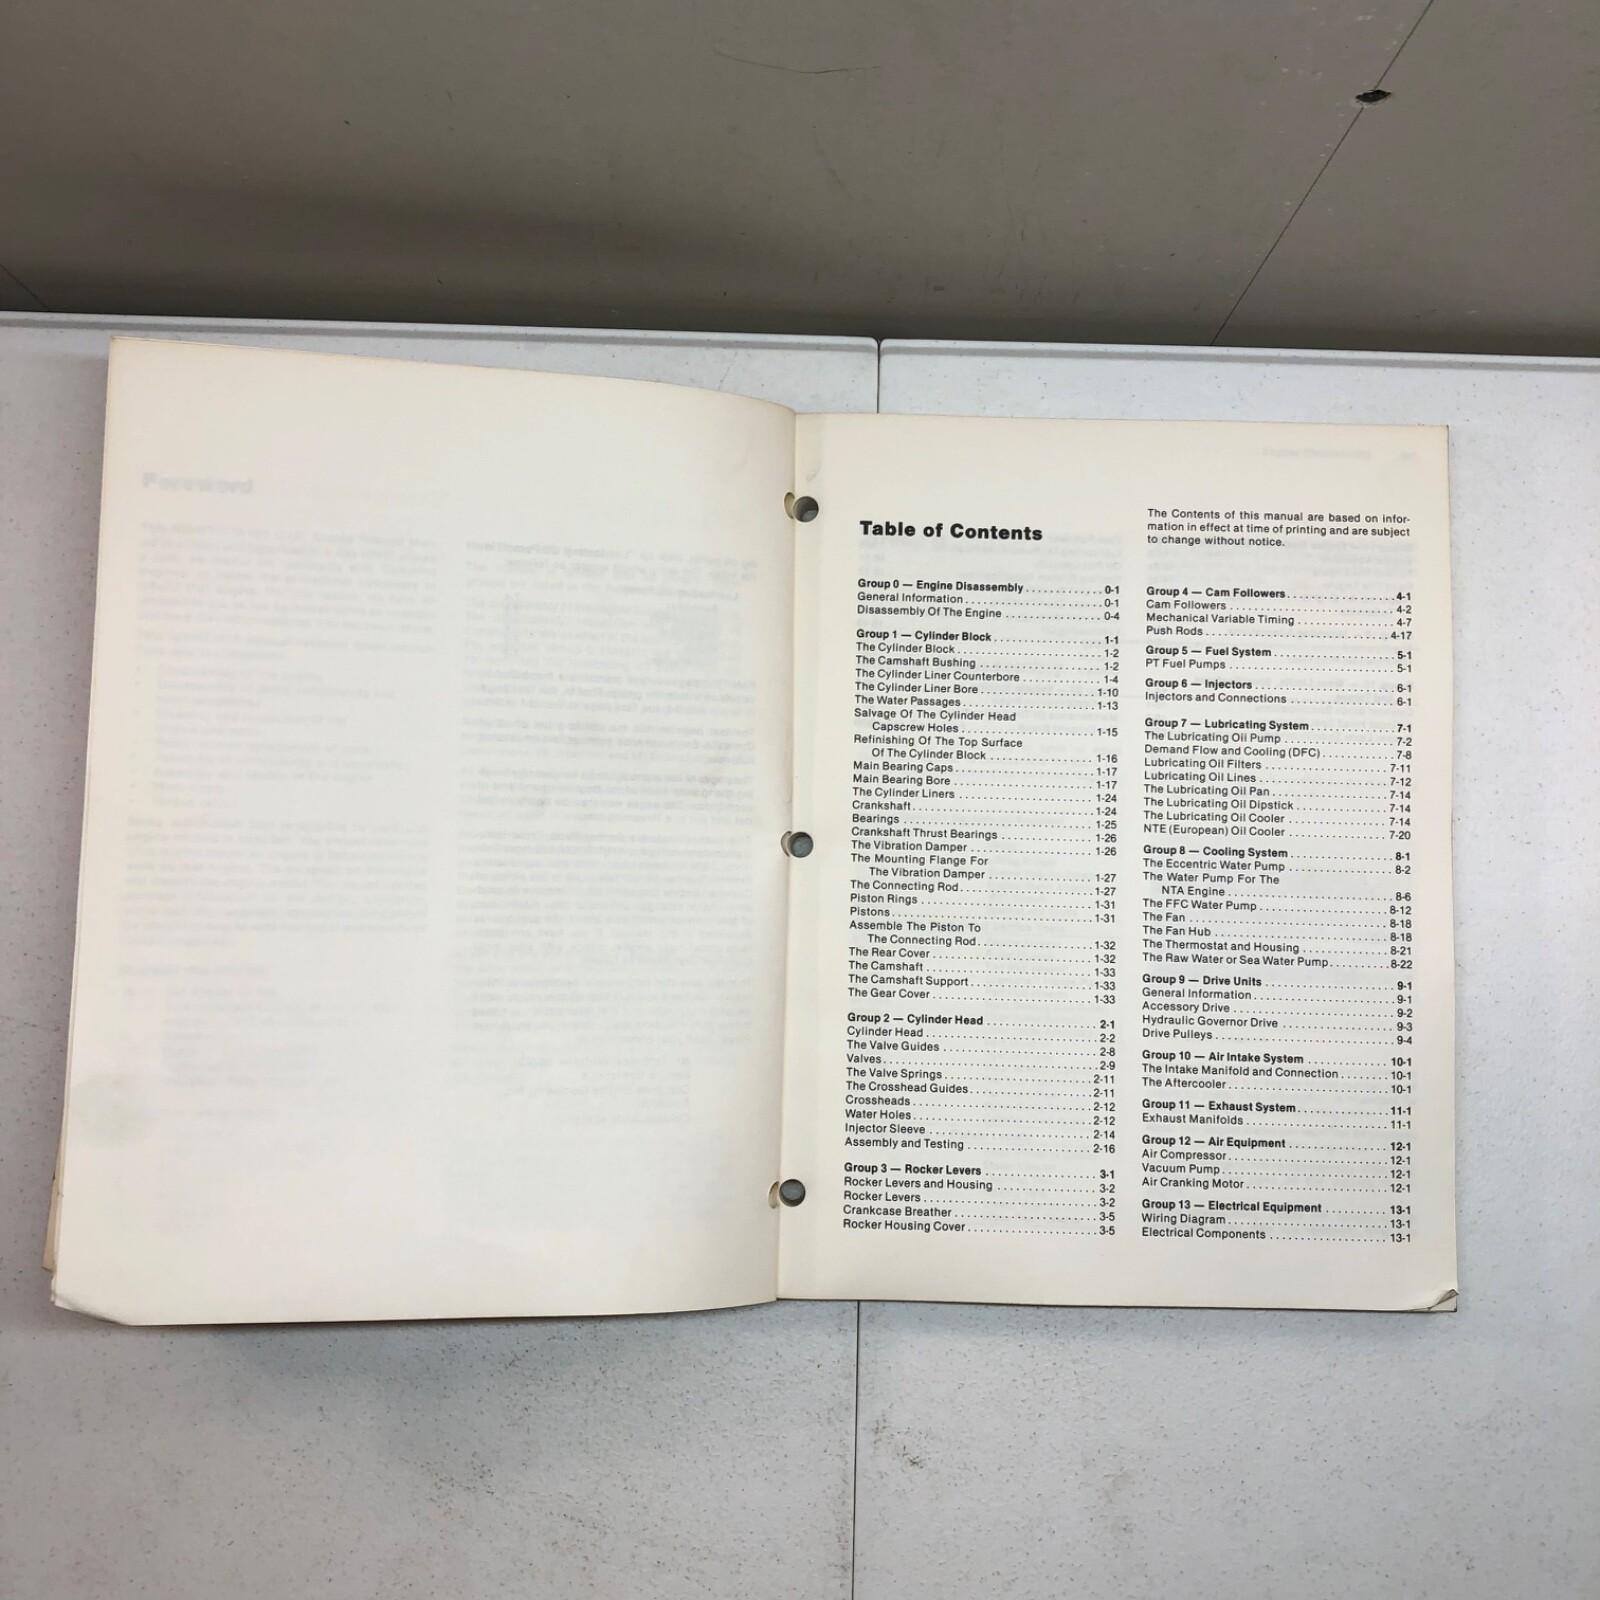 Foreword
Table of Contents
The Contents of this manual are based on infor-
mation in effect at time of printing and are subject
to change without notice.
Group 0 — Engine Disassembly . . . . . . . . . . . . 0-1
General Information . . . . . . . . . . . . . . . . . . . . 0-1
Disassembly Of The Engine . . . . . . . . . . . . . . 0-4
Group 1 — Cylinder Block . . . . . . . . . . . . . . . . 1-1
The Cylinder Block . . . . . . . . . . . . . . . . . . . . . 1-2
The Camshaft Bushing . . . . . . . . . . . . . . . . . . 1-2
The Cylinder Liner Counterbore . . . . . . . . . . . 1-4
The Cylinder Liner Bore . . . . . . . . . . . . . . . . . 1-10
The Water Passages . . . . . . . . . . . . . . . . . . . . 1-13
Salvage Of The Cylinder Head
Capscrew Holes . . . . . . . . . . . . . . . . . . . . 1-15
Refinishing Of The Top Surface
Of The Cylinder Block . . . . . . . . . . . . . . . 1-16
Main Bearing Caps . . . . . . . . . . . . . . . . . . . . . 1-17
Main Bearing Bore . . . . . . . . . . . . . . . . . . . . . 1-17
The Cylinder Liners . . . . . . . . . . . . . . . . . . . . 1-24
Crankshaft . . . . . . . . . . . . . . . . . . . . . . . . . . . 1-24
Bearings . . . . . . . . . . . . . . . . . . . . . . . . . . . . 1-25
Crankshaft Thrust Bearings . . . . . . . . . . . . . . 1-26
The Vibration Damper . . . . . . . . . . . . . . . . . . 1-26
The Mounting Flange For
The Vibration Damper . . . . . . . . . . . . . . . 1-27
The Connecting Rod . . . . . . . . . . . . . . . . . . . . 1-27
Piston Rings . . . . . . . . . . . . . . . . . . . . . . . . . 1-31
Pistons . . . . . . . . . . . . . . . . . . . . . . . . . . . . . 1-31
Assemble The Piston To
The Connecting Rod . . . . . . . . . . . . . . . . . 1-32
The Rear Cover . . . . . . . . . . . . . . . . . . . . . . . 1-32
The Camshaft . . . . . . . . . . . . . . . . . . . . . . . . 1-33
The Camshaft Support . . . . . . . . . . . . . . . . . . 1-33
The Gear Cover . . . . . . . . . . . . . . . . . . . . . . . 1-33
Group 2 — Cylinder Head . . . . . . . . . . . . . . . . 2-1
Cylinder Head . . . . . . . . . . . . . . . . . . . . . . . . 2-2
The Valve Guides . . . . . . . . . . . . . . . . . . . . . . 2-8
Valves . . . . . . . . . . . . . . . . . . . . . . . . . . . . . . 2-9
The Valve Springs . . . . . . . . . . . . . . . . . . . . . 2-11
The Crosshead Guides . . . . . . . . . . . . . . . . . . 2-11
Crossheads . . . . . . . . . . . . . . . . . . . . . . . . . . 2-12
Water Holes . . . . . . . . . . . . . . . . . . . . . . . . . . 2-12
Injector Sleeve . . . . . . . . . . . . . . . . . . . . . . . . 2-14
Assembly and Testing . . . . . . . . . . . . . . . . . . 2-16
Group 3 — Rocker Levers . . . . . . . . . . . . . . . . 3-1
Rocker Levers and Housing . . . . . . . . . . . . . . 3-2
Rocker Levers . . . . . . . . . . . . . . . . . . . . . . . . 3-2
Crankcase Breather . . . . . . . . . . . . . . . . . . . . 3-5
Rocker Housing Cover . . . . . . . . . . . . . . . . . . 3-5
Group 4 — Cam Followers . . . . . . . . . . . . . . . . 4-1
Cam Followers . . . . . . . . . . . . . . . . . . . . . . . . 4-2
Mechanical Variable Timing . . . . . . . . . . . . . . 4-7
Push Rods . . . . . . . . . . . . . . . . . . . . . . . . . . . 4-17
Group 5 — Fuel System . . . . . . . . . . . . . . . . . . 5-1
PT Fuel Pumps . . . . . . . . . . . . . . . . . . . . . . . . 5-1
Group 6 — Injectors . . . . . . . . . . . . . . . . . . . . . 6-1
Injectors and Connections . . . . . . . . . . . . . . . 6-1
Group 7 — Lubricating System . . . . . . . . . . . . . 7-1
The Lubricating Oil Pump . . . . . . . . . . . . . . . . 7-2
Demand Flow and Cooling (DFC) . . . . . . . . . . . 7-8
Lubricating Oil Filters . . . . . . . . . . . . . . . . . . . 7-11
Lubricating Oil Lines . . . . . . . . . . . . . . . . . . . . 7-12
The Lubricating Oil Pan . . . . . . . . . . . . . . . . . . 7-14
The Lubricating Oil Dipstick . . . . . . . . . . . . . . 7-14
The Lubricating Oil Cooler . . . . . . . . . . . . . . . . 7-14
NTE (European) Oil Cooler . . . . . . . . . . . . . . . 7-20
Group 8 — Cooling System . . . . . . . . . . . . . . . . 8-1
The Eccentric Water Pump . . . . . . . . . . . . . . . 8-2
The Water Pump For The
NTA Engine . . . . . . . . . . . . . . . . . . . . . . . . 8-6
The FFC Water Pump . . . . . . . . . . . . . . . . . . . 8-12
The Fan . . . . . . . . . . . . . . . . . . . . . . . . . . . . . 8-18
The Fan Hub . . . . . . . . . . . . . . . . . . . . . . . . . 8-18
The Thermostat and Housing . . . . . . . . . . . . . 8-21
The Raw Water or Sea Water Pump . . . . . . . . . 8-22
Group 9 — Drive Units . . . . . . . . . . . . . . . . . . . 9-1
General Information . . . . . . . . . . . . . . . . . . . . 9-1
Accessory Drive . . . . . . . . . . . . . . . . . . . . . . . 9-2
Hydraulic Governor Drive . . . . . . . . . . . . . . . . 9-3
Drive Pulleys . . . . . . . . . . . . . . . . . . . . . . . . . 9-4
Group 10 — Air Intake System . . . . . . . . . . . . . 10-1
The Intake Manifold and Connection . . . . . . . . 10-1
The Aftercooler . . . . . . . . . . . . . . . . . . . . . . . . 10-1
Group 11 — Exhaust System . . . . . . . . . . . . . . . 11-1
Exhaust Manifolds . . . . . . . . . . . . . . . . . . . . . 11-1
Group 12 — Air Equipment . . . . . . . . . . . . . . . . 12-1
Air Compressor . . . . . . . . . . . . . . . . . . . . . . . . 12-1
Vacuum Pump . . . . . . . . . . . . . . . . . . . . . . . . . 12-1
Air Cranking Motor . . . . . . . . . . . . . . . . . . . . . 12-1
Group 13 — Electrical Equipment . . . . . . . . . . . 13-1
Wiring Diagram . . . . . . . . . . . . . . . . . . . . . . . . 13-1
Electrical Components . . . . . . . . . . . . . . . . . . 13-1